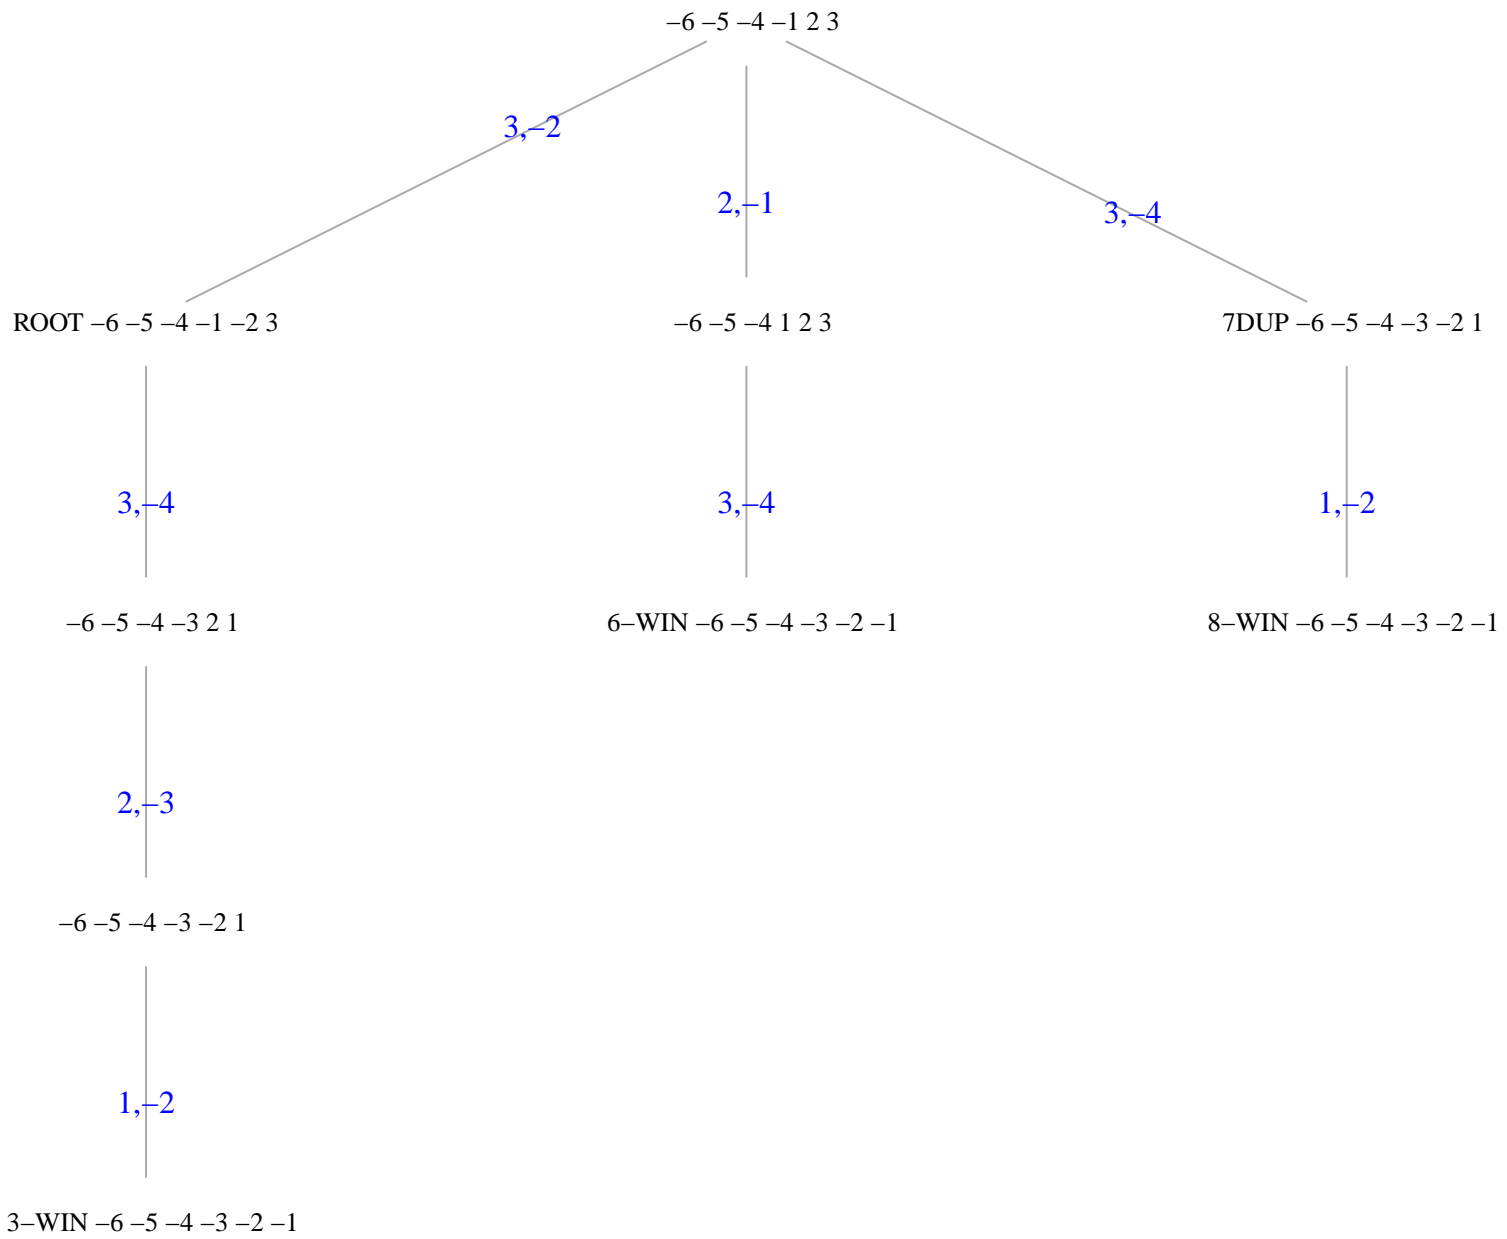 –6 –5 –4 –1 2 3
3,–2
2,–1
3,–4
ROOT –6 –5 –4 –1 –2 3
–6 –5 –4 1 2 3
7DUP –6 –5 –4 –3 –2 1
3,–4
3,–4
1,–2
–6 –5 –4 –3 2 1
6–WIN –6 –5 –4 –3 –2 –1
8–WIN –6 –5 –4 –3 –2 –1
2,–3
–6 –5 –4 –3 –2 1
1,–2
3–WIN –6 –5 –4 –3 –2 –1